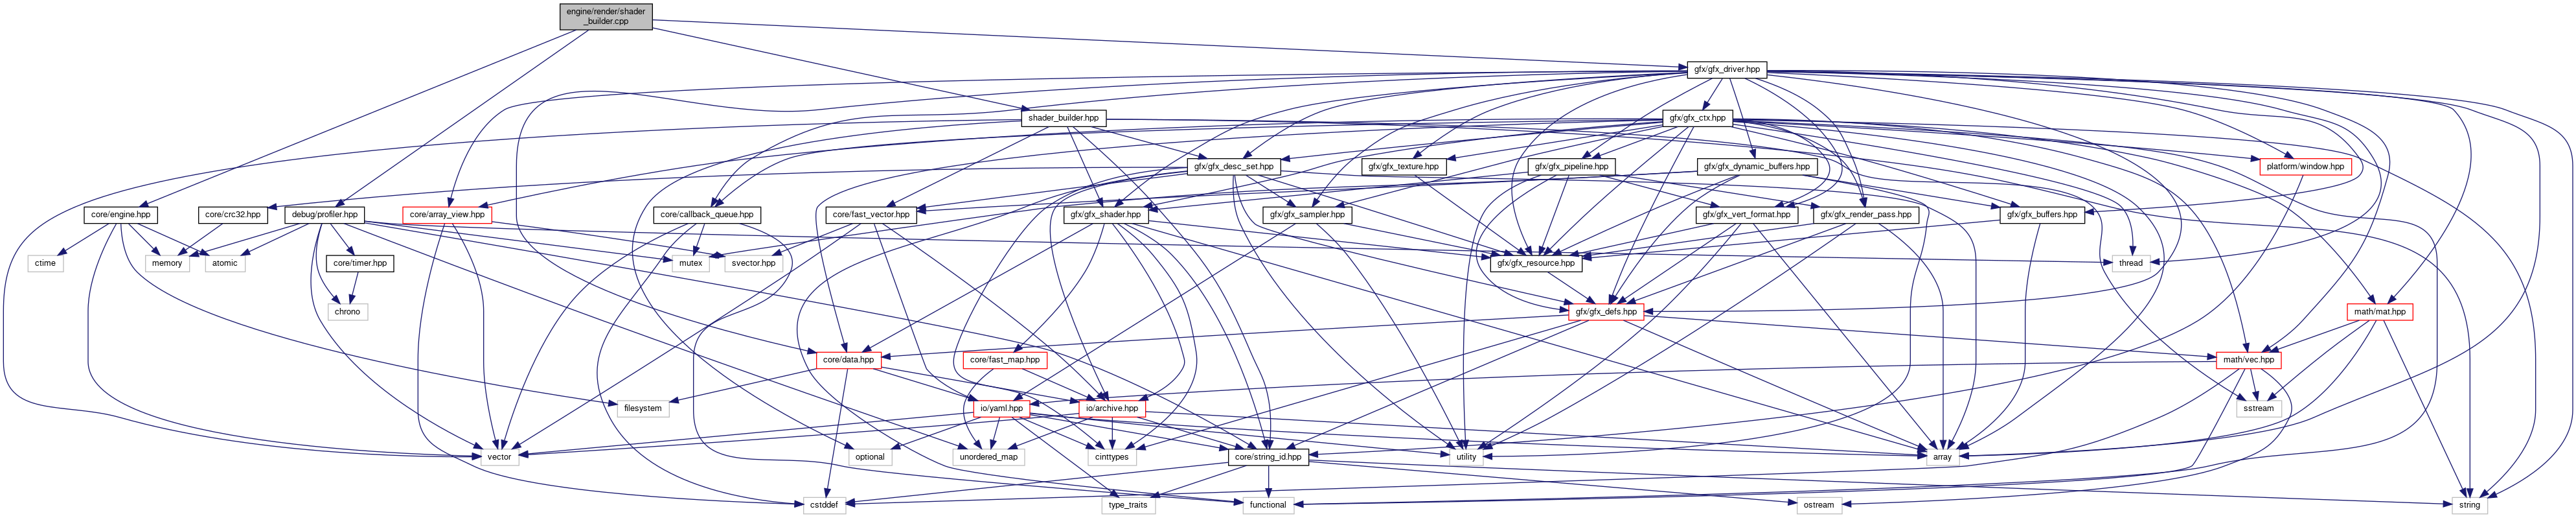 engine/render/shader
_builder.cpp
gfx/gfx_driver.hpp
shader_builder.hpp
gfx/gfx_ctx.hpp
gfx/gfx_desc_set.hpp
gfx/gfx_texture.hpp
gfx/gfx_pipeline.hpp
gfx/gfx_dynamic_buffers.hpp
platform/window.hpp
core/engine.hpp
core/crc32.hpp
debug/profiler.hpp
core/array_view.hpp
core/callback_queue.hpp
core/fast_vector.hpp
gfx/gfx_shader.hpp
gfx/gfx_sampler.hpp
gfx/gfx_vert_format.hpp
gfx/gfx_render_pass.hpp
gfx/gfx_buffers.hpp
ctime
memory
atomic
core/timer.hpp
mutex
svector.hpp
gfx/gfx_resource.hpp
thread
chrono
gfx/gfx_defs.hpp
math/mat.hpp
core/data.hpp
core/fast_map.hpp
math/vec.hpp
filesystem
io/yaml.hpp
io/archive.hpp
sstream
vector
optional
unordered_map
cinttypes
core/string_id.hpp
utility
array
cstddef
type_traits
functional
ostream
string